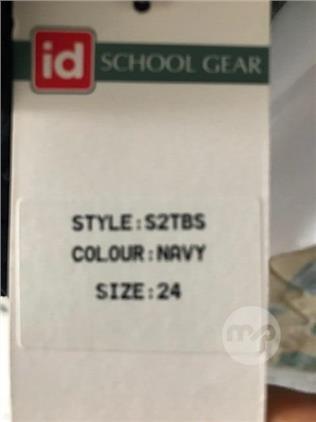 id SCHOOL GEAR
STYLE:S2TBS
COLOUR:NAVY
SIZE:24